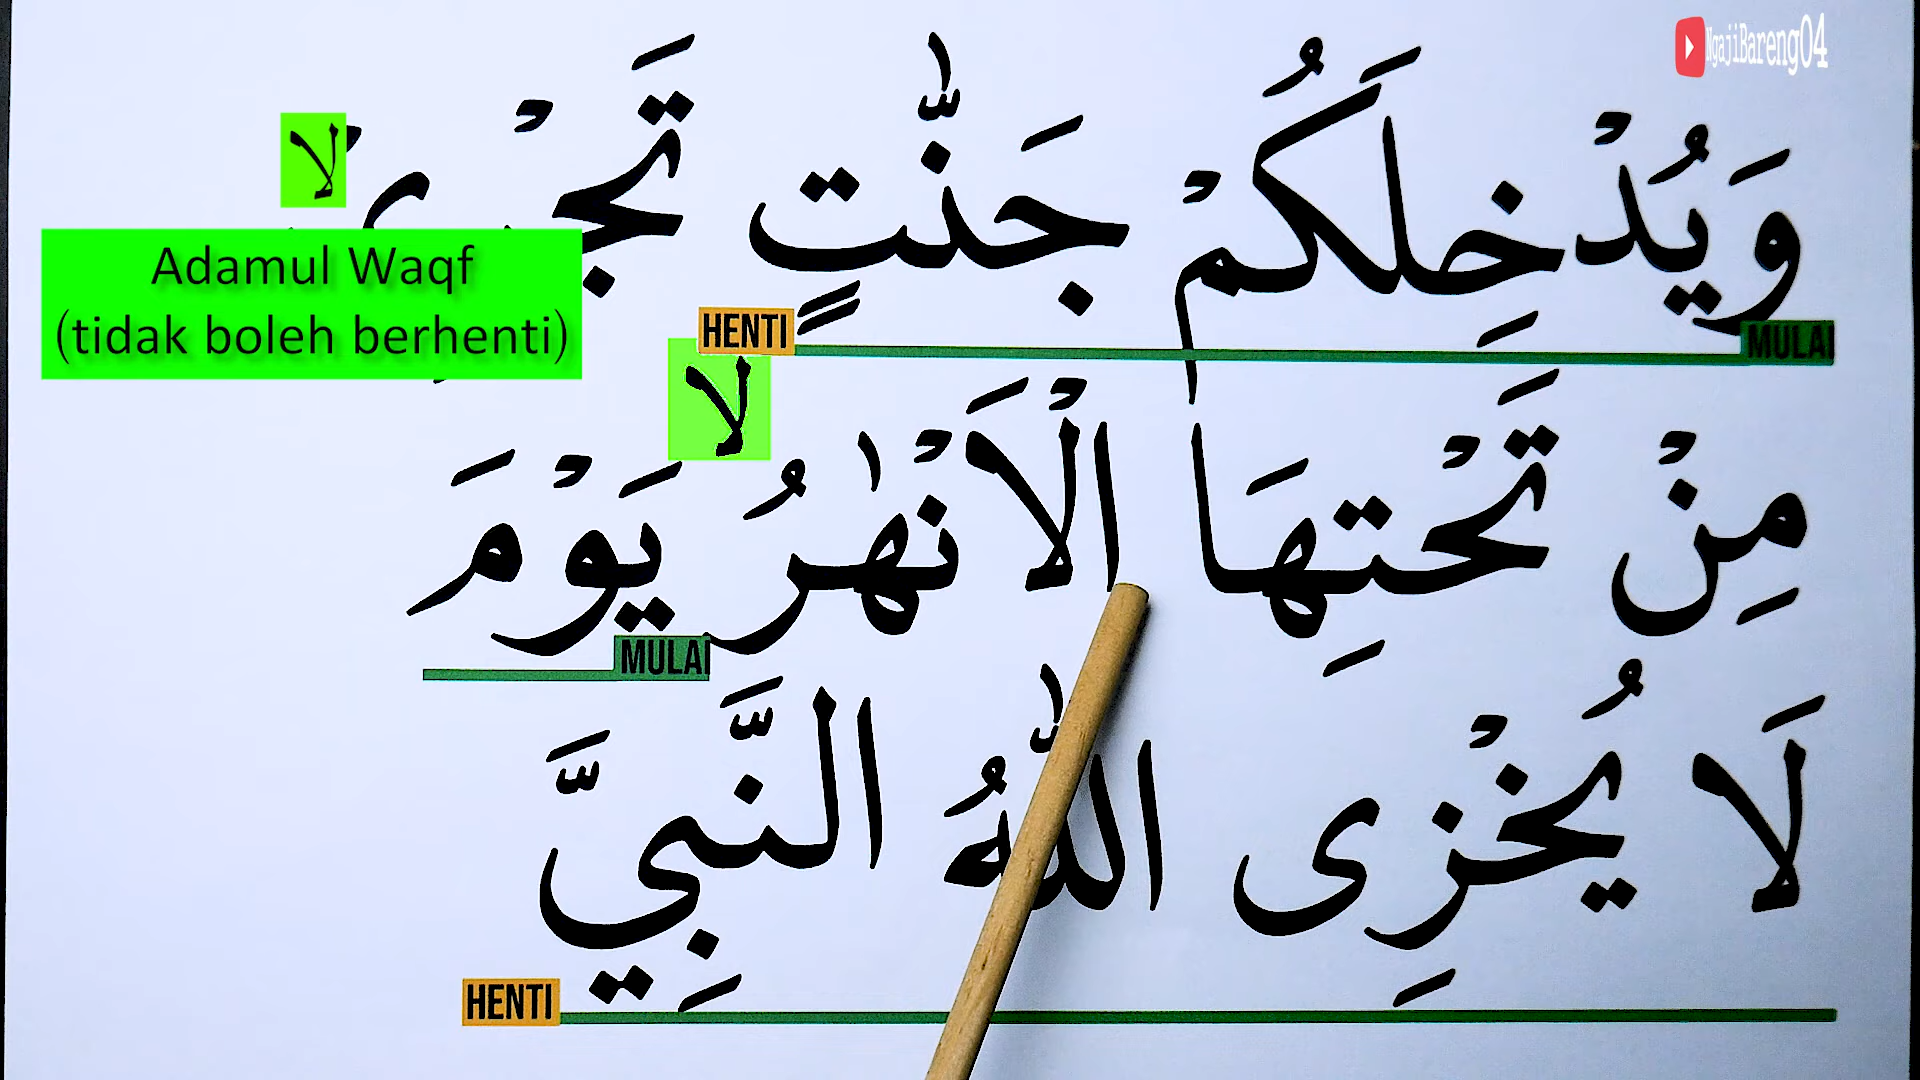 NgajiBareng04
وَيُدْخِلَكُمْ جَنّٰتٍ تَجْرِيْ
لا
Adamul Waqf
(tidak boleh berhenti)
HENTI
MULAI
مِنْ تَحْتِهَا الْاَنْهٰرُ يَوْمَ
لا
MULAI
لَا يُخْزِى اللّٰهُ النَّبِيَّ
HENTI